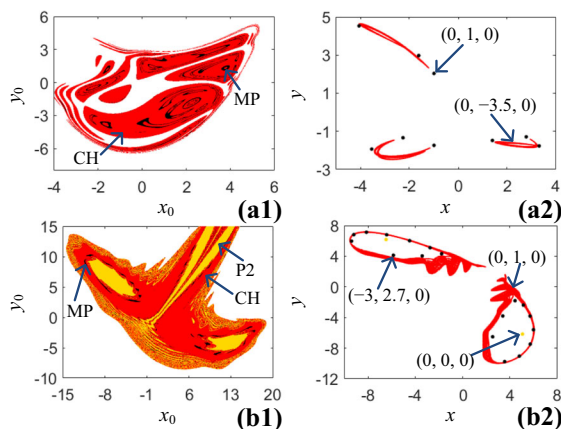 6
3
0
-3
-6
y₀
MP
CH
-4 -2 0 2 4 6
x₀
(a1)
5
3
1
-1
-3
y
(0, 1, 0)
(0, −3.5, 0)
-4 -2 0 2 4
x
(a2)
15
10
5
0
-5
-10
y₀
MP
P2
CH
-15 -8 -1 6 13 20
x₀
(b1)
8
4
0
-4
-8
-12
y
(0, 1, 0)
(−3, 2.7, 0)
(0, 0, 0)
-8 -4 0 4 8
x
(b2)